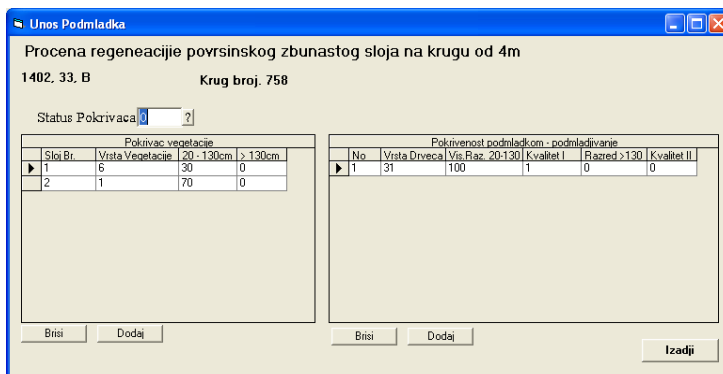 Unos Podmladka
Procena regeneacijie povrsinskog zbunastog sloja na krugu od 4m
1402, 33, B
Krug broj. 758
Status Pokrivaca 0 ?
Pokrivac vegetacije
Sloj Br. Vrsta Vegetacije 20 - 130cm > 130cm
1 6 30 0
2 1 70 0
Brisi Dodaj
Pokrivenost podmladkom - podmladjivanje
No Vrsta Drveca Vis.Raz. 20-130 Kvalitet I Razred >130 Kvalitet II
1 31 100 1 0 0
Brisi Dodaj
Izadji